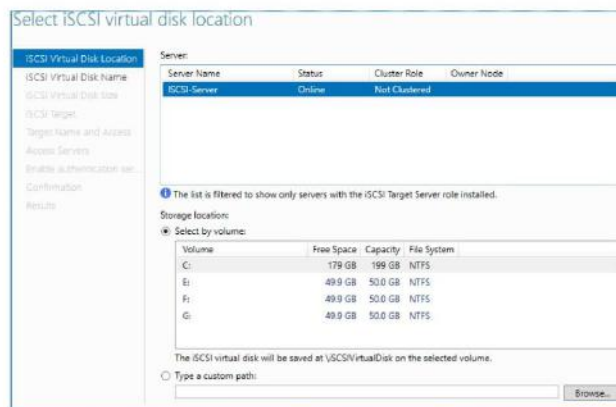 Select iSCSI virtual disk location
iSCSI Virtual Disk Location
iSCSI Virtual Disk Name
iSCSI Virtual Disk Size
iSCSI Target
Target Name and Access
Access Servers
Enable authentication ser...
Confirmation
Results
Server:
Server Name Status Cluster Role Owner Node
ISCSI-Server Online Not Clustered
The list is filtered to show only servers with the iSCSI Target Server role installed.
Storage location:
Select by volume:
Volume Free Space Capacity File System
C: 179 GB 199 GB NTFS
E: 49.9 GB 50.0 GB NTFS
F: 49.9 GB 50.0 GB NTFS
G: 49.9 GB 50.0 GB NTFS
The iSCSI virtual disk will be saved at \iSCSIVirtualDisk on the selected volume.
Type a custom path:
Browse...